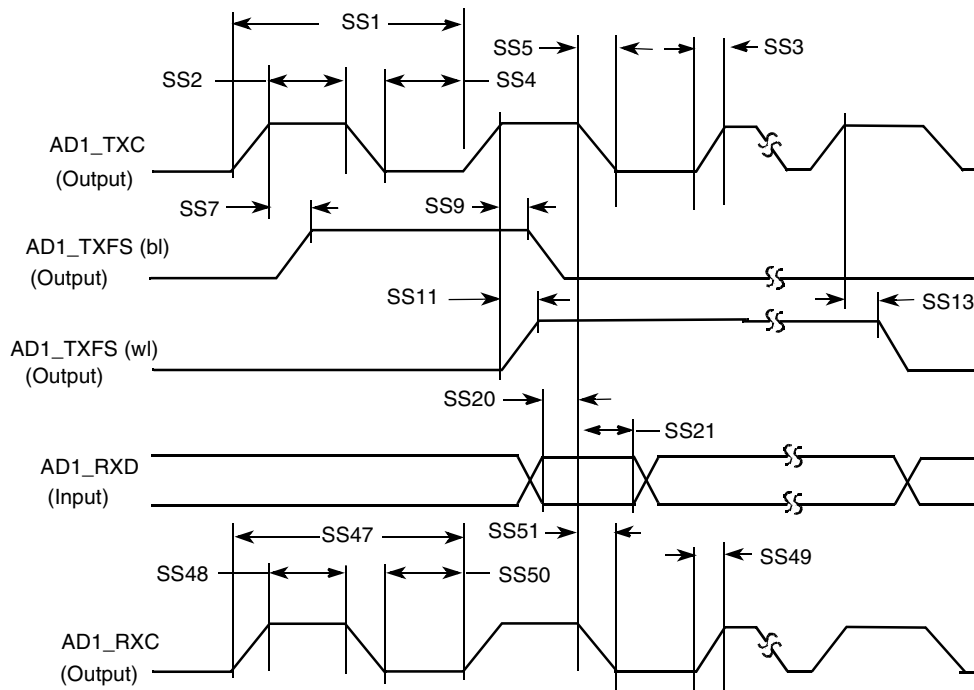 SS1
SS5
SS3
SS2
SS4
AD1_TXC
(Output)
SS7
SS9
AD1_TXFS (bl)
(Output)
SS11
SS13
AD1_TXFS (wl)
(Output)
SS20
SS21
AD1_RXD
(Input)
SS47
SS51
SS49
SS48
SS50
AD1_RXC
(Output)